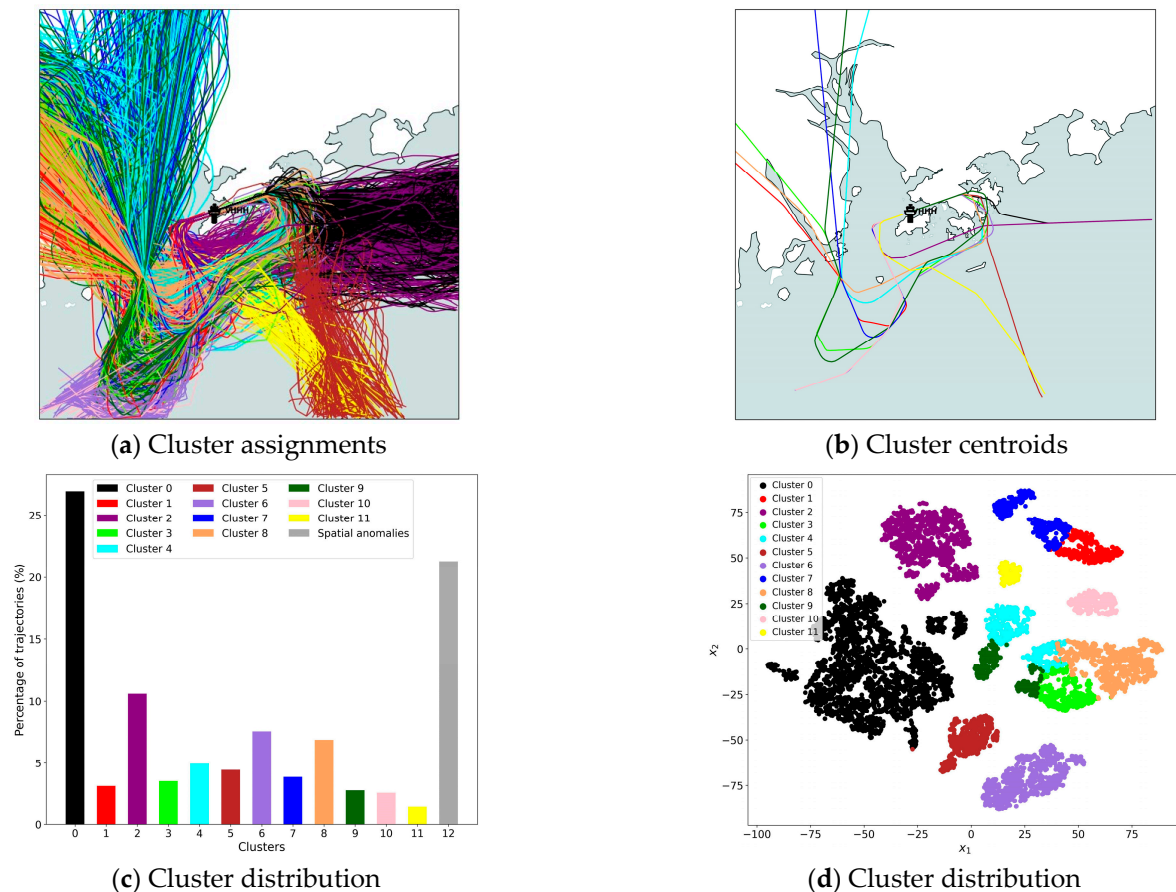 VHHH
VHHH
(a) Cluster assignments
(b) Cluster centroids
Percentage of trajectories (%)
25
20
15
10
5
0
Cluster 0
Cluster 1
Cluster 2
Cluster 3
Cluster 4
Cluster 5
Cluster 6
Cluster 7
Cluster 8
Cluster 9
Cluster 10
Cluster 11
Spatial anomalies
0 1 2 3 4 5 6 7 8 9 10 11 12
Clusters
(c) Cluster distribution
x2
75
50
25
0
−25
−50
−75
Cluster 0
Cluster 1
Cluster 2
Cluster 3
Cluster 4
Cluster 5
Cluster 6
Cluster 7
Cluster 8
Cluster 9
Cluster 10
Cluster 11
−100 −75 −50 −25 0 25 50 75
x1
(d) Cluster distribution